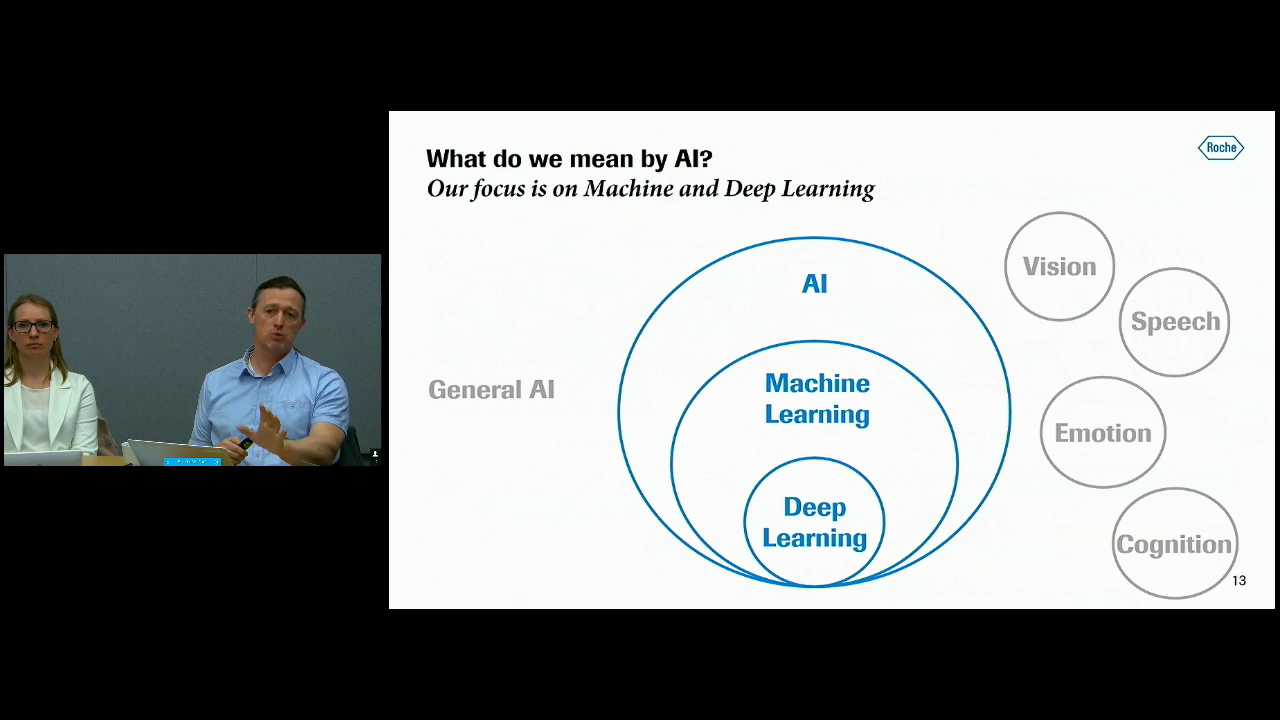 What do we mean by AI?
Roche
Our focus is on Machine and Deep Learning
AI
Machine
Learning
Deep
Learning
General AI
Vision
Speech
Emotion
Cognition
13